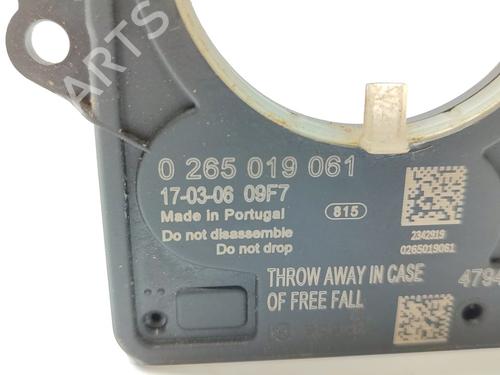 PARTS
0 265 019 061
17-03-06 09F7
Made in Portugal
815
Do not disassemble
Do not drop
2342919
0265019061
THROW AWAY IN CASE
OF FREE FALL
4794